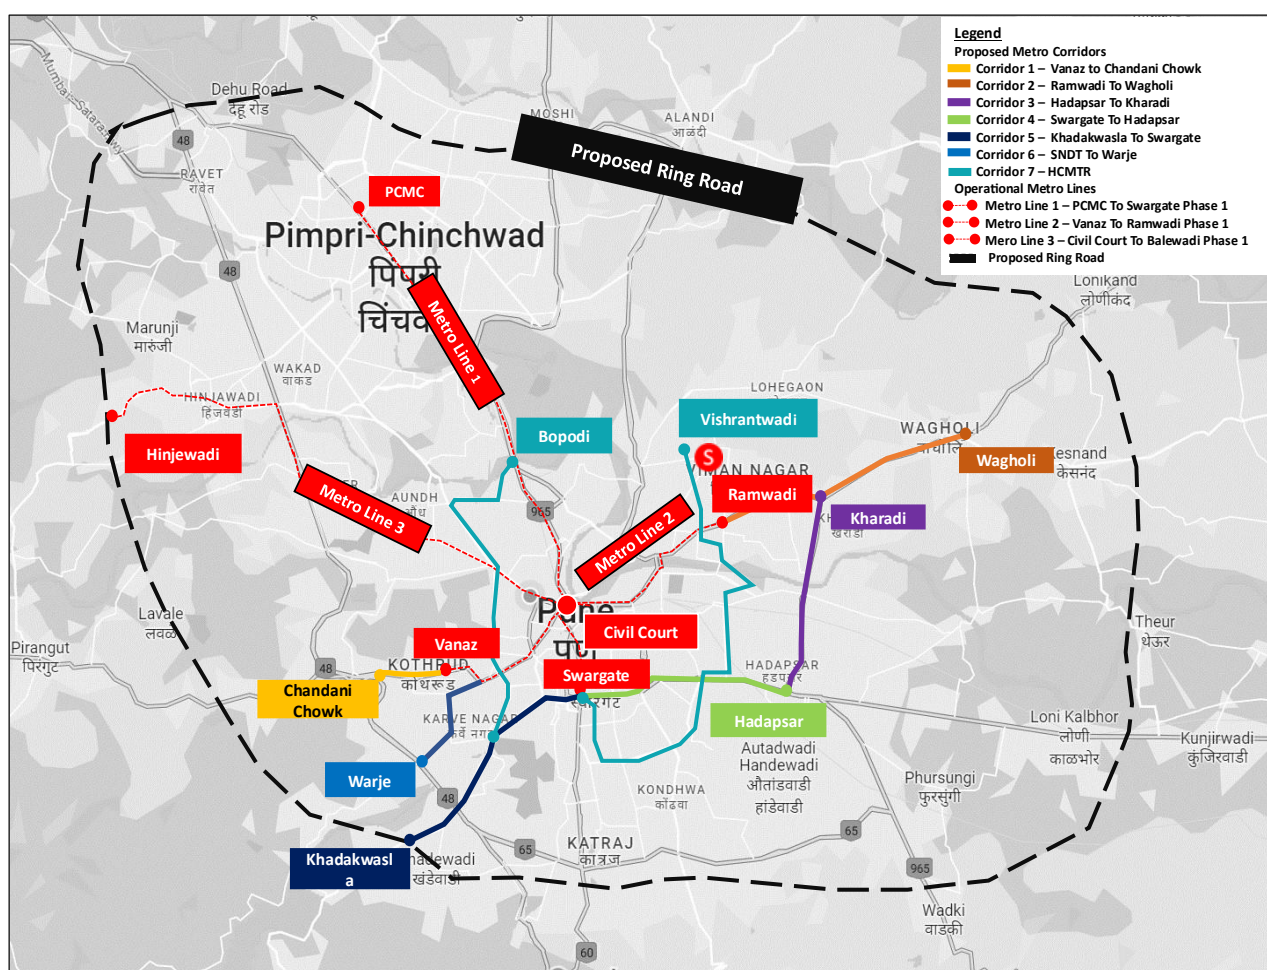 Legend
Proposed Metro Corridors
Corridor 1 – Vanaz to Chandani Chowk
Corridor 2 – Ramwadi To Wagholi
Corridor 3 – Hadapsar To Kharadi
Corridor 4 – Swargate To Hadapsar
Corridor 5 – Khadakwasla To Swargate
Corridor 6 – SNDT To Warje
Corridor 7 – HCMTR
Operational Metro Lines
Metro Line 1 – PCMC To Swargate Phase 1
Metro Line 2 – Vanaz To Ramwadi Phase 1
Mero Line 3 – Civil Court To Balewadi Phase 1
Proposed Ring Road
Dehu Road
देहू रोड
MOSHI
ALANDI
आळंदी
48
Proposed Ring Road
RAVET
रावेत
PCMC
Pimpri-Chinchwad
पिंपरी
चिंचव
48
Lonikand
लोणीकंद
Marunji
मारुंजी
Metro Line 1
WAKAD
वाकड
LOHEGAON
HINJAWADI
हिंजवडी
Vishrantwadi
Bopodi
WAGHOLI
Hinjewadi
S
VIMAN NAGAR
Wagholi
Kesnand
केसनंद
Ramwadi
AUNDH
औंध
Metro Line 3
965
Metro Line 2
Kharadi
खराडी
Lavale
लवळे
Pune
Civil Court
Theur
थेऊर
Pirangut
पिरंगुट
Vanaz
48
KOTHRUD
कोथरूड
Swargate
स्वारगेट
HADAPSAR
हडपसर
Chandani
Chowk
KARVE NAGAR
Hadapsar
Loni Kalbhor
लोणी
काळभोर
Kunjirwadi
कुंजिरवाडी
Autadwadi
Handewadi
औतांडवाडी
हांडेवाडी
Warje
48
KONDHWA
कोंढवा
Phursungi
फुरसुंगी
65
KATRAJ
कात्रज
65
Khadakwasl
a
खंडेवाडी
965
Wadki
वाडकी
60